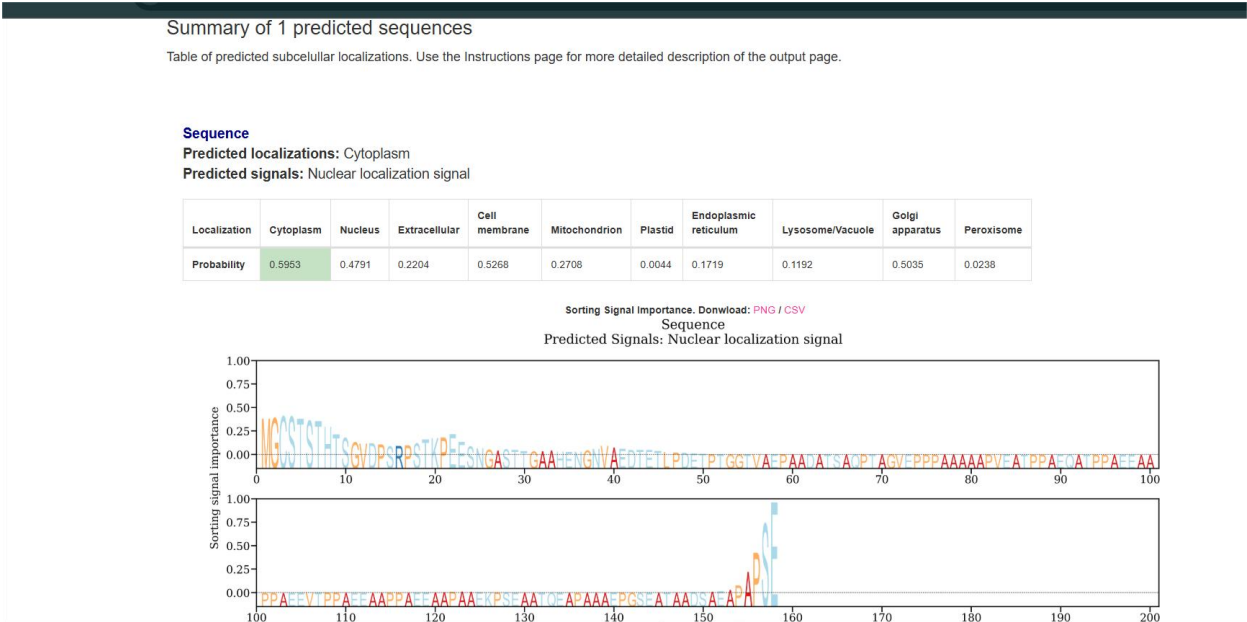 Summary of 1 predicted sequences
Table of predicted subcelullar localizations. Use the Instructions page for more detailed description of the output page.
Sequence
Predicted localizations: Cytoplasm
Predicted signals: Nuclear localization signal
Localization Cytoplasm Nucleus Extracellular Cell membrane Mitochondrion Plastid Endoplasmic reticulum Lysosome/Vacuole Golgi apparatus Peroxisome
Probability 0.5953 0.4791 0.2204 0.5268 0.2708 0.0044 0.1719 0.1192 0.5035 0.0238
Sorting Signal Importance. Donwload: PNG / CSV
Sequence
Predicted Signals: Nuclear localization signal
Sorting signal importance
1.00
0.75
0.50
0.25
0.00
0 10 20 30 40 50 60 70 80 90 100
1.00
0.75
0.50
0.25
0.00
100 110 120 130 140 150 160 170 180 190 200